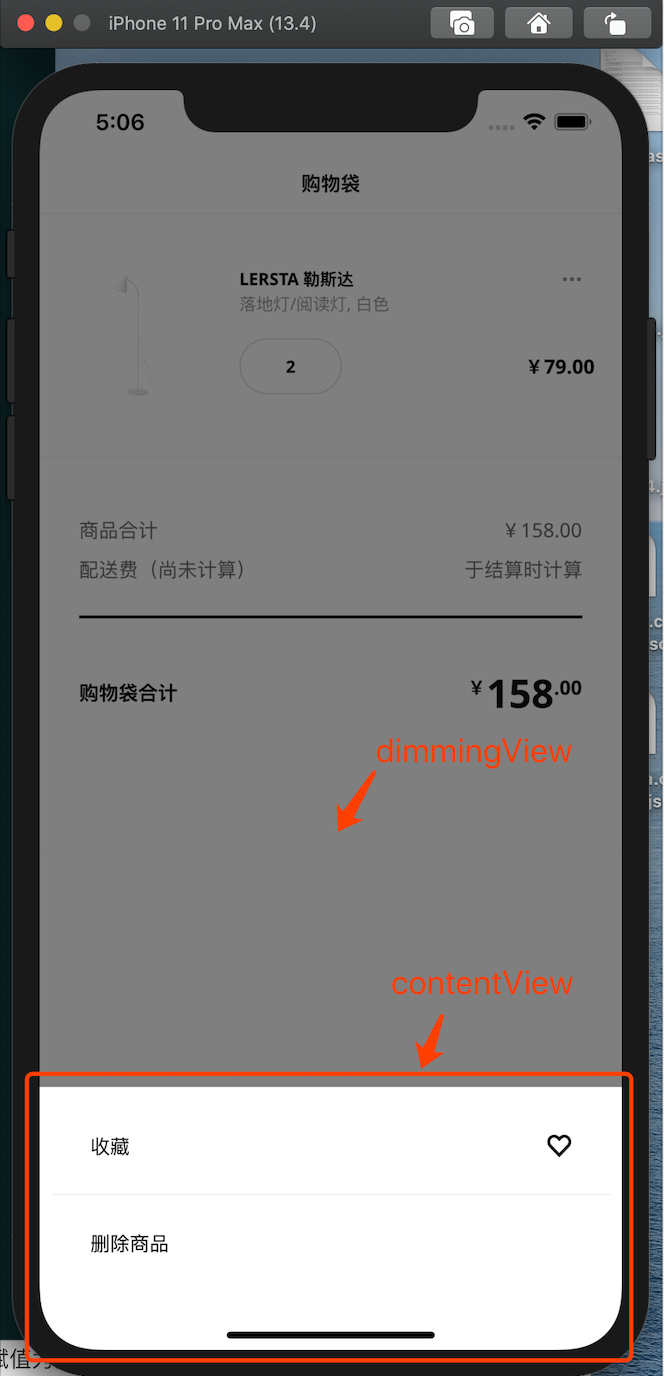 iPhone 11 Pro Max (13.4)
5:06
购物袋
LERSTA 勒斯达
落地灯/阅读灯, 白色
2
¥ 79.00
商品合计
¥ 158.00
配送费（尚未计算）
于结算时计算
购物袋合计
¥ 158.00
dimmingView
contentView
收藏
删除商品